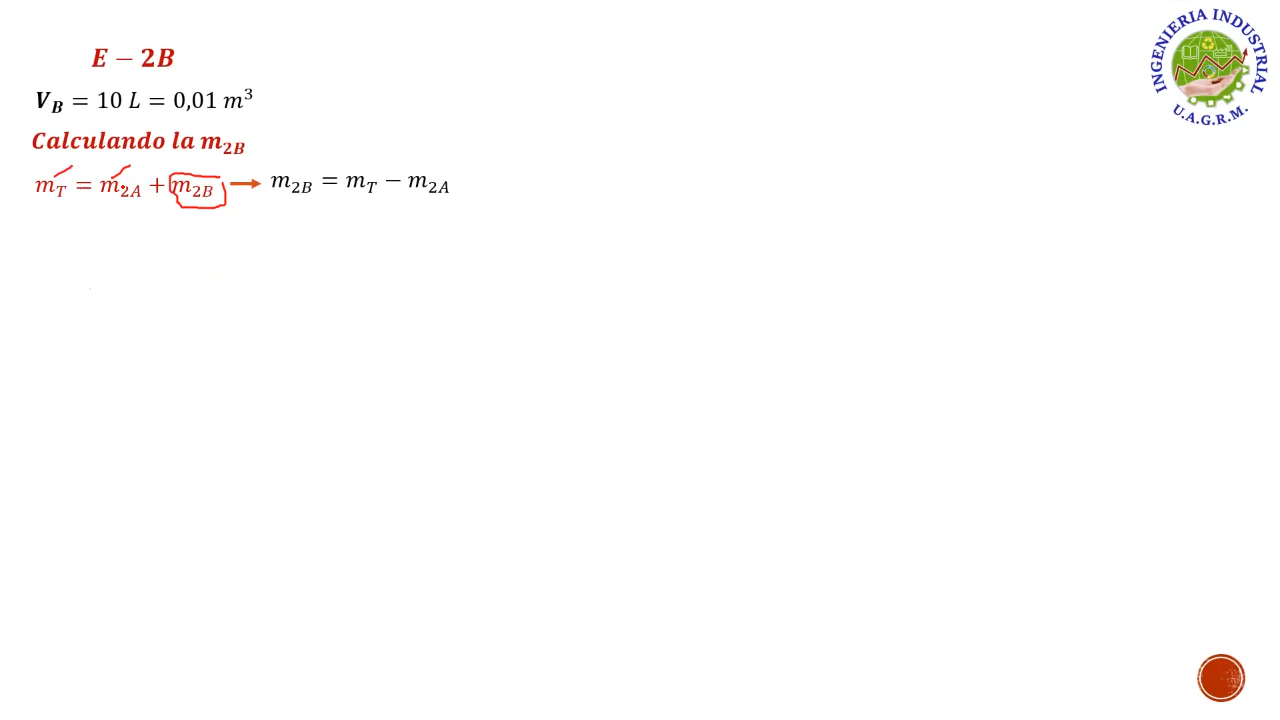 E − 2B
V_B = 10 L = 0,01 m³
Calculando la m_2B
m_T = m_2A + m_2B → m_2B = m_T − m_2A
INGENIERIA INDUSTRIAL
U.A.G.R.M.